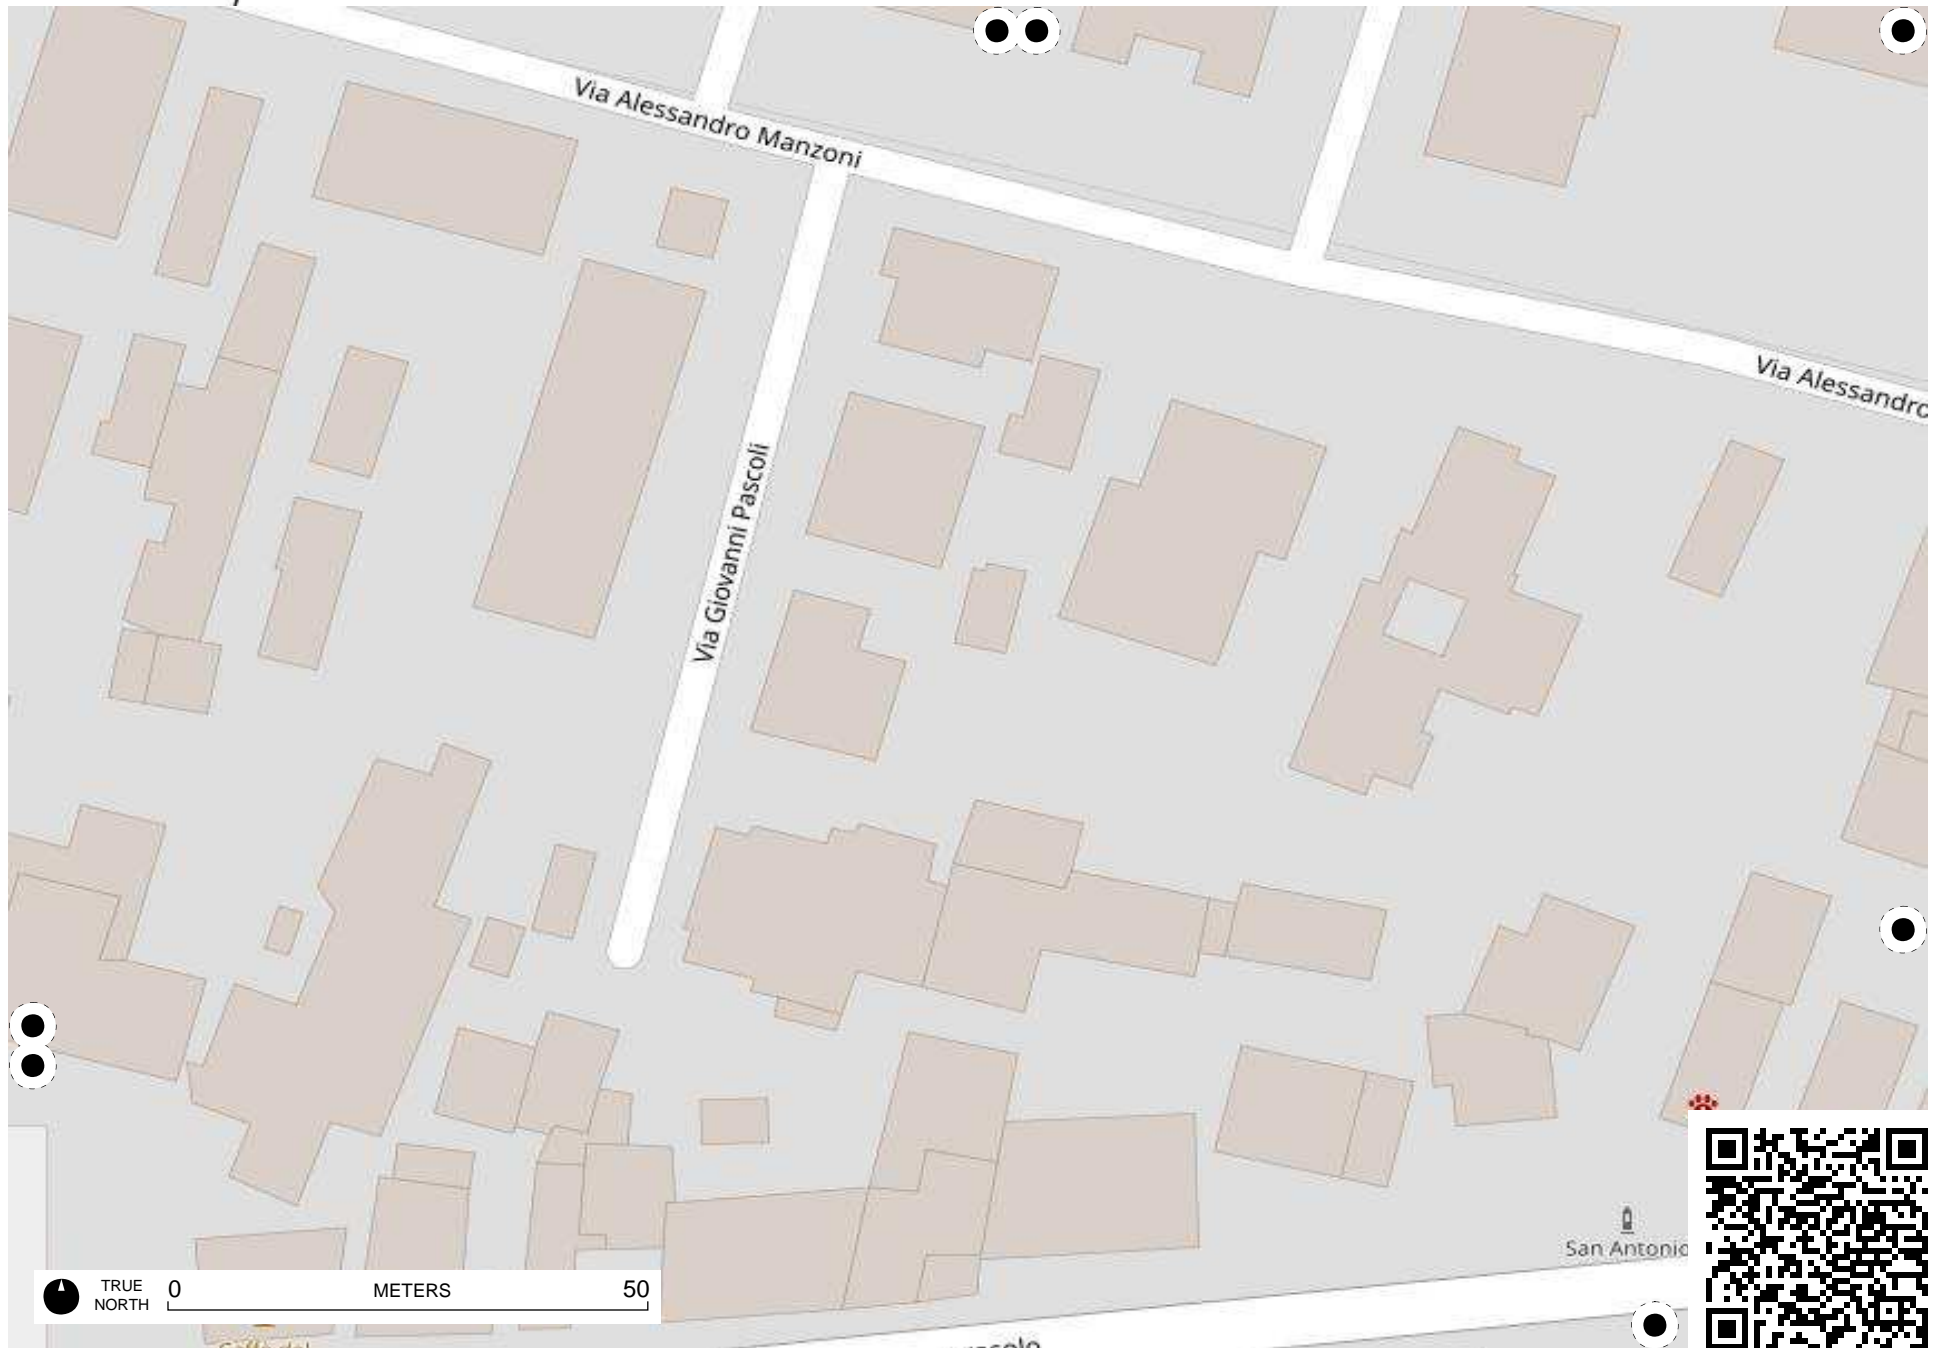 Via Alessandro Manzoni
Via Alessandro
Via Giovanni Pascoli
San Antonio
TRUE
NORTH
0 METERS 50